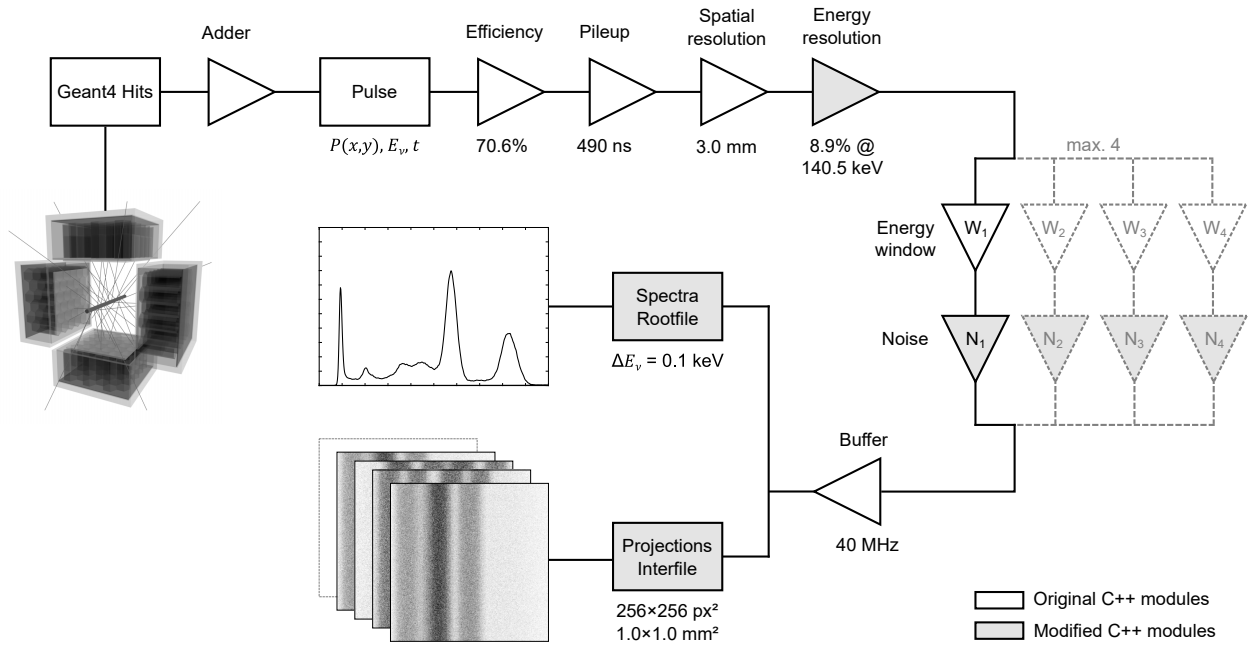 Adder
Efficiency
Pileup
Spatial
resolution
Energy
resolution
Geant4 Hits
Pulse
P(x,y), Eᵥ, t
70.6%
490 ns
3.0 mm
8.9% @
140.5 keV
max. 4
Energy
window
W₁
W₂
W₃
W₄
Noise
N₁
N₂
N₃
N₄
Spectra
Rootfile
ΔEᵥ = 0.1 keV
Buffer
40 MHz
Projections
Interfile
256×256 px²
1.0×1.0 mm²
Original C++ modules
Modified C++ modules